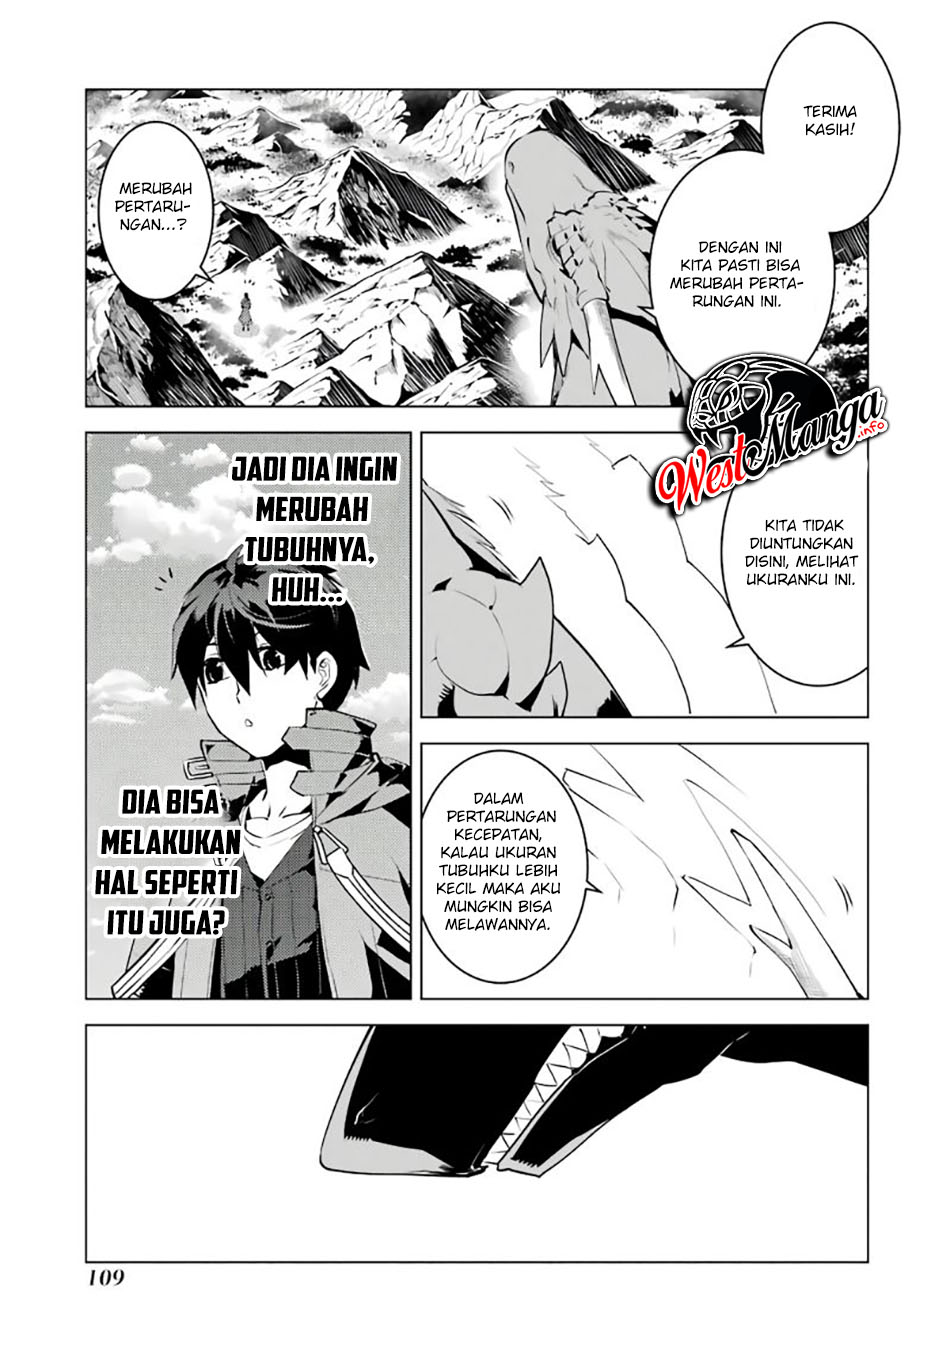 TERIMA
KASIH!
DENGAN INI
KITA PASTI BISA
MERUBAH PERTA-
RUNGAN INI.
MERUBAH
PERTARU-
NGAN...?
WestManga
.info
KITA TIDAK
DIUNTUNGKAN
DISINI, MELIHAT
UKURANKU INI.
JADI DIA INGIN
MERUBAH
TUBUHNYA,
HUH...
DIA BISA
MELAKUKAN
HAL SEPERTI
ITU JUGA?
DALAM
PERTARUNGAN
KECEPATAN,
KALAU UKURAN
TUBUHKU LEBIH
KECIL MAKA AKU
MUNGKIN BISA
MELAWANNYA.
109